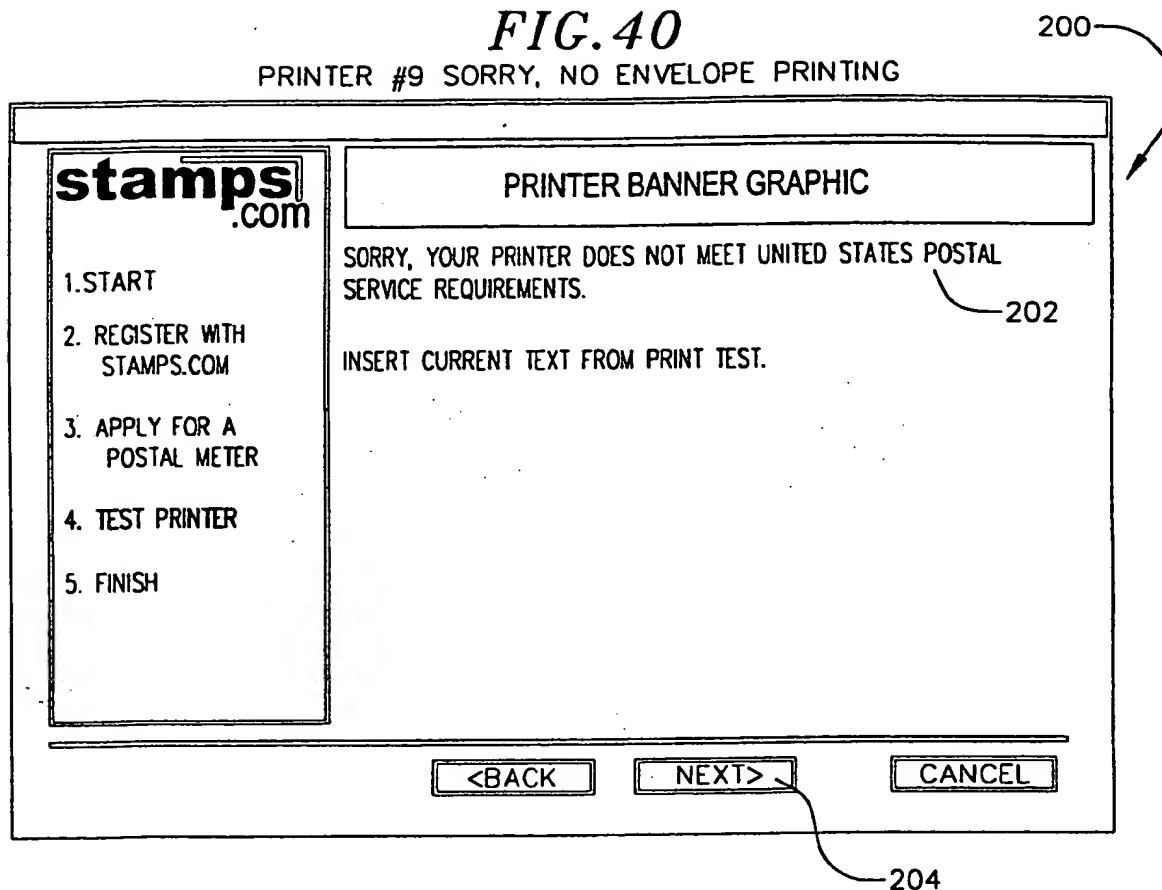 FIG. 40
200
PRINTER #9 SORRY, NO ENVELOPE PRINTING
stamps
.com
1.START
2. REGISTER WITH
STAMPS.COM
3. APPLY FOR A
POSTAL METER
4. TEST PRINTER
5. FINISH
PRINTER BANNER GRAPHIC
SORRY, YOUR PRINTER DOES NOT MEET UNITED STATES POSTAL
SERVICE REQUIREMENTS.
202
INSERT CURRENT TEXT FROM PRINT TEST.
<BACK
NEXT>
CANCEL
204